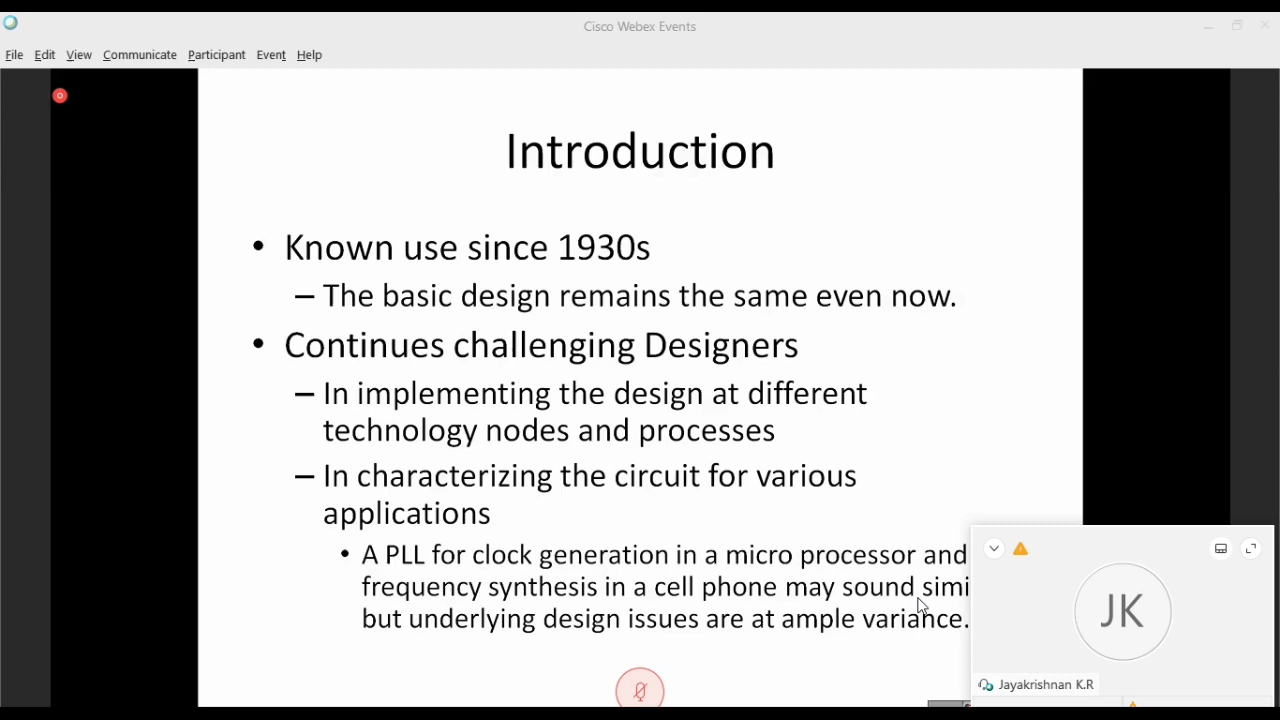 Cisco Webex Events
File Edit View Communicate Participant Event Help
Introduction
• Known use since 1930s
– The basic design remains the same even now.
• Continues challenging Designers
– In implementing the design at different
technology nodes and processes
– In characterizing the circuit for various
applications
• A PLL for clock generation in a micro processor and
frequency synthesis in a cell phone may sound simi
but underlying design issues are at ample variance.
JK
Jayakrishnan K.R